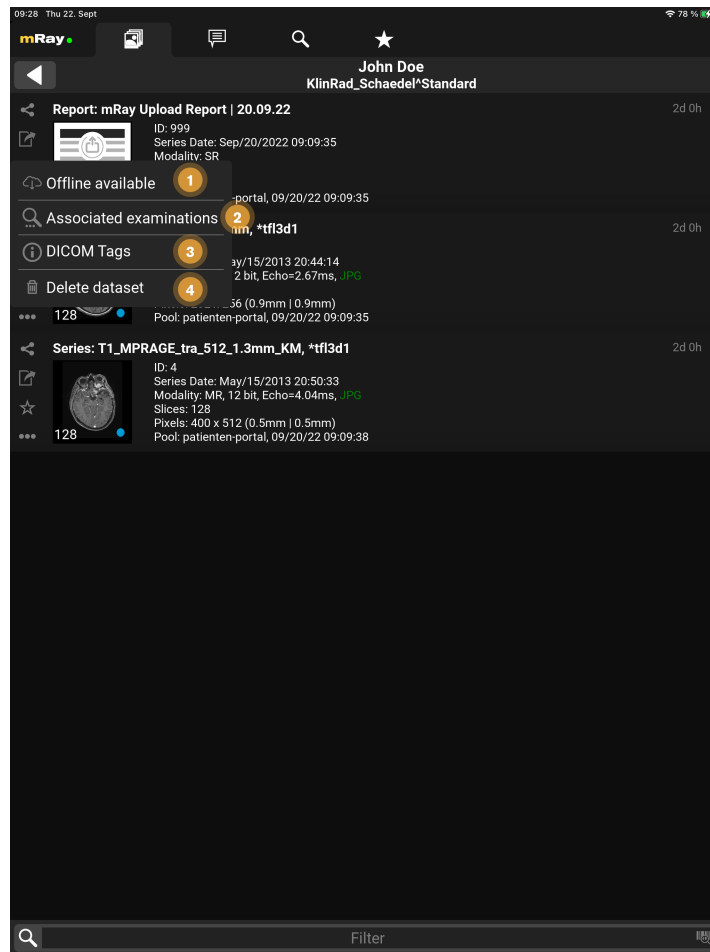 09:28 Thu 22. Sept
78 %
mRay
John Doe
KlinRad_Schaedel^Standard
Report: mRay Upload Report | 20.09.22
2d 0h
ID: 999
Series Date: Sep/20/2022 09:09:35
Modality: SR
Offline available
1
-portal, 09/20/22 09:09:35
Associated examinations
2
*tfl3d1
2d 0h
DICOM Tags
3
ay/15/2013 20:44:14
2 bit, Echo=2.67ms, JPG
Delete dataset
4
(0.9mm | 0.9mm)
128
Pool: patienten-portal, 09/20/22 09:09:35
Series: T1_MPRAGE_tra_512_1.3mm_KM, *tfl3d1
2d 0h
ID: 4
Series Date: May/15/2013 20:50:33
Modality: MR, 12 bit, Echo=4.04ms, JPG
Slices: 128
Pixels: 400 x 512 (0.5mm | 0.5mm)
128
Pool: patienten-portal, 09/20/22 09:09:38
Filter